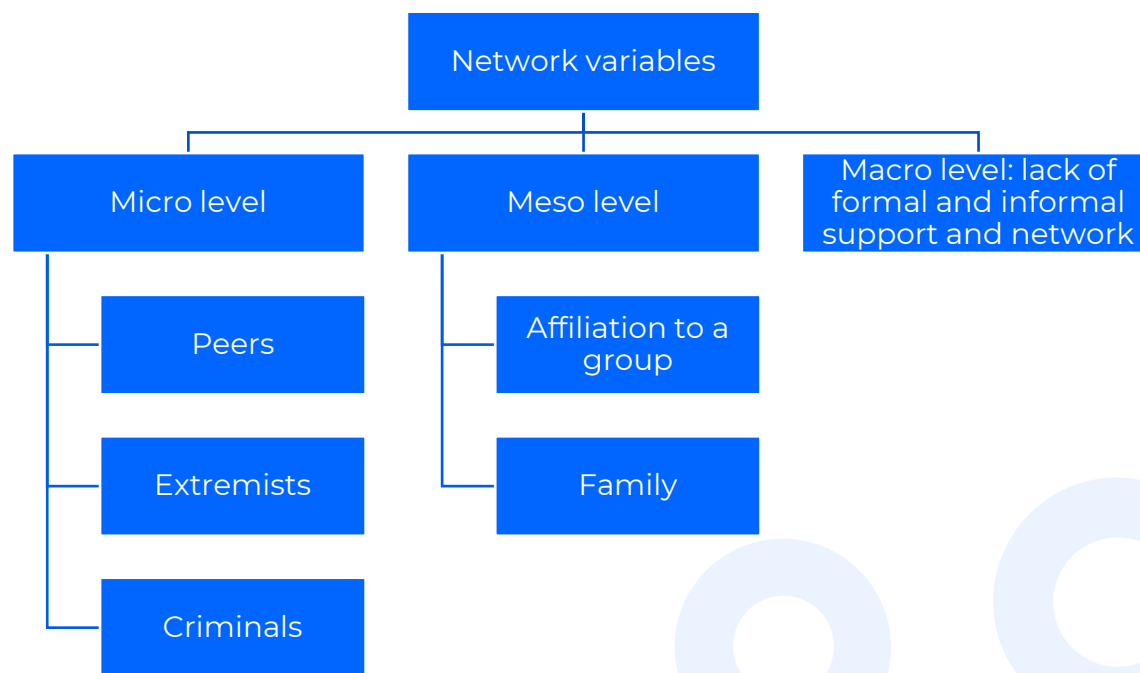 Network variables
Micro level
Meso level
Macro level: lack of
formal and informal
support and network
Peers
Affiliation to a
group
Extremists
Family
Criminals